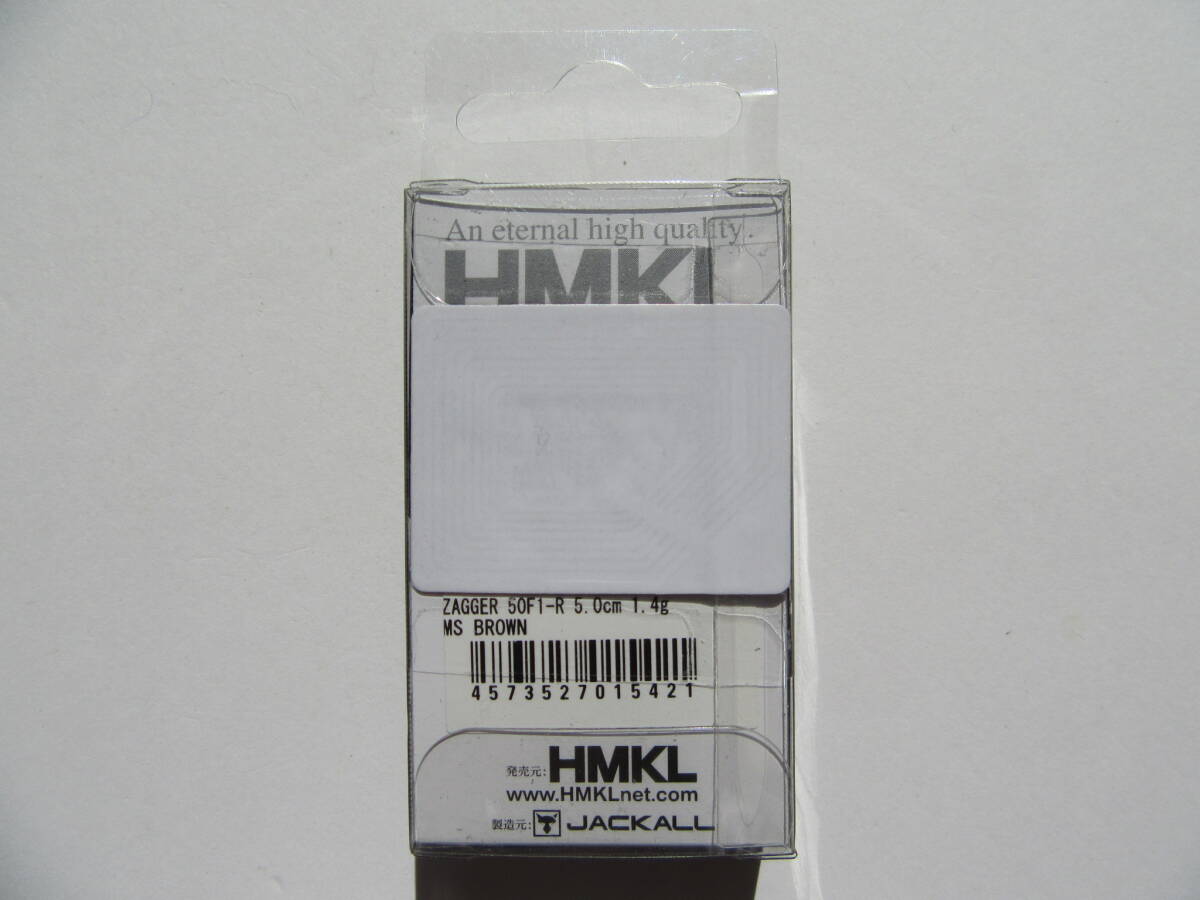 An eternal high quality.
HMKL
ZAGGER 50F1-R 5.0cm 1.4g
MS BROWN
4573527015421
発売元: HMKL
www.HMKLnet.com
製造元: JACKALL